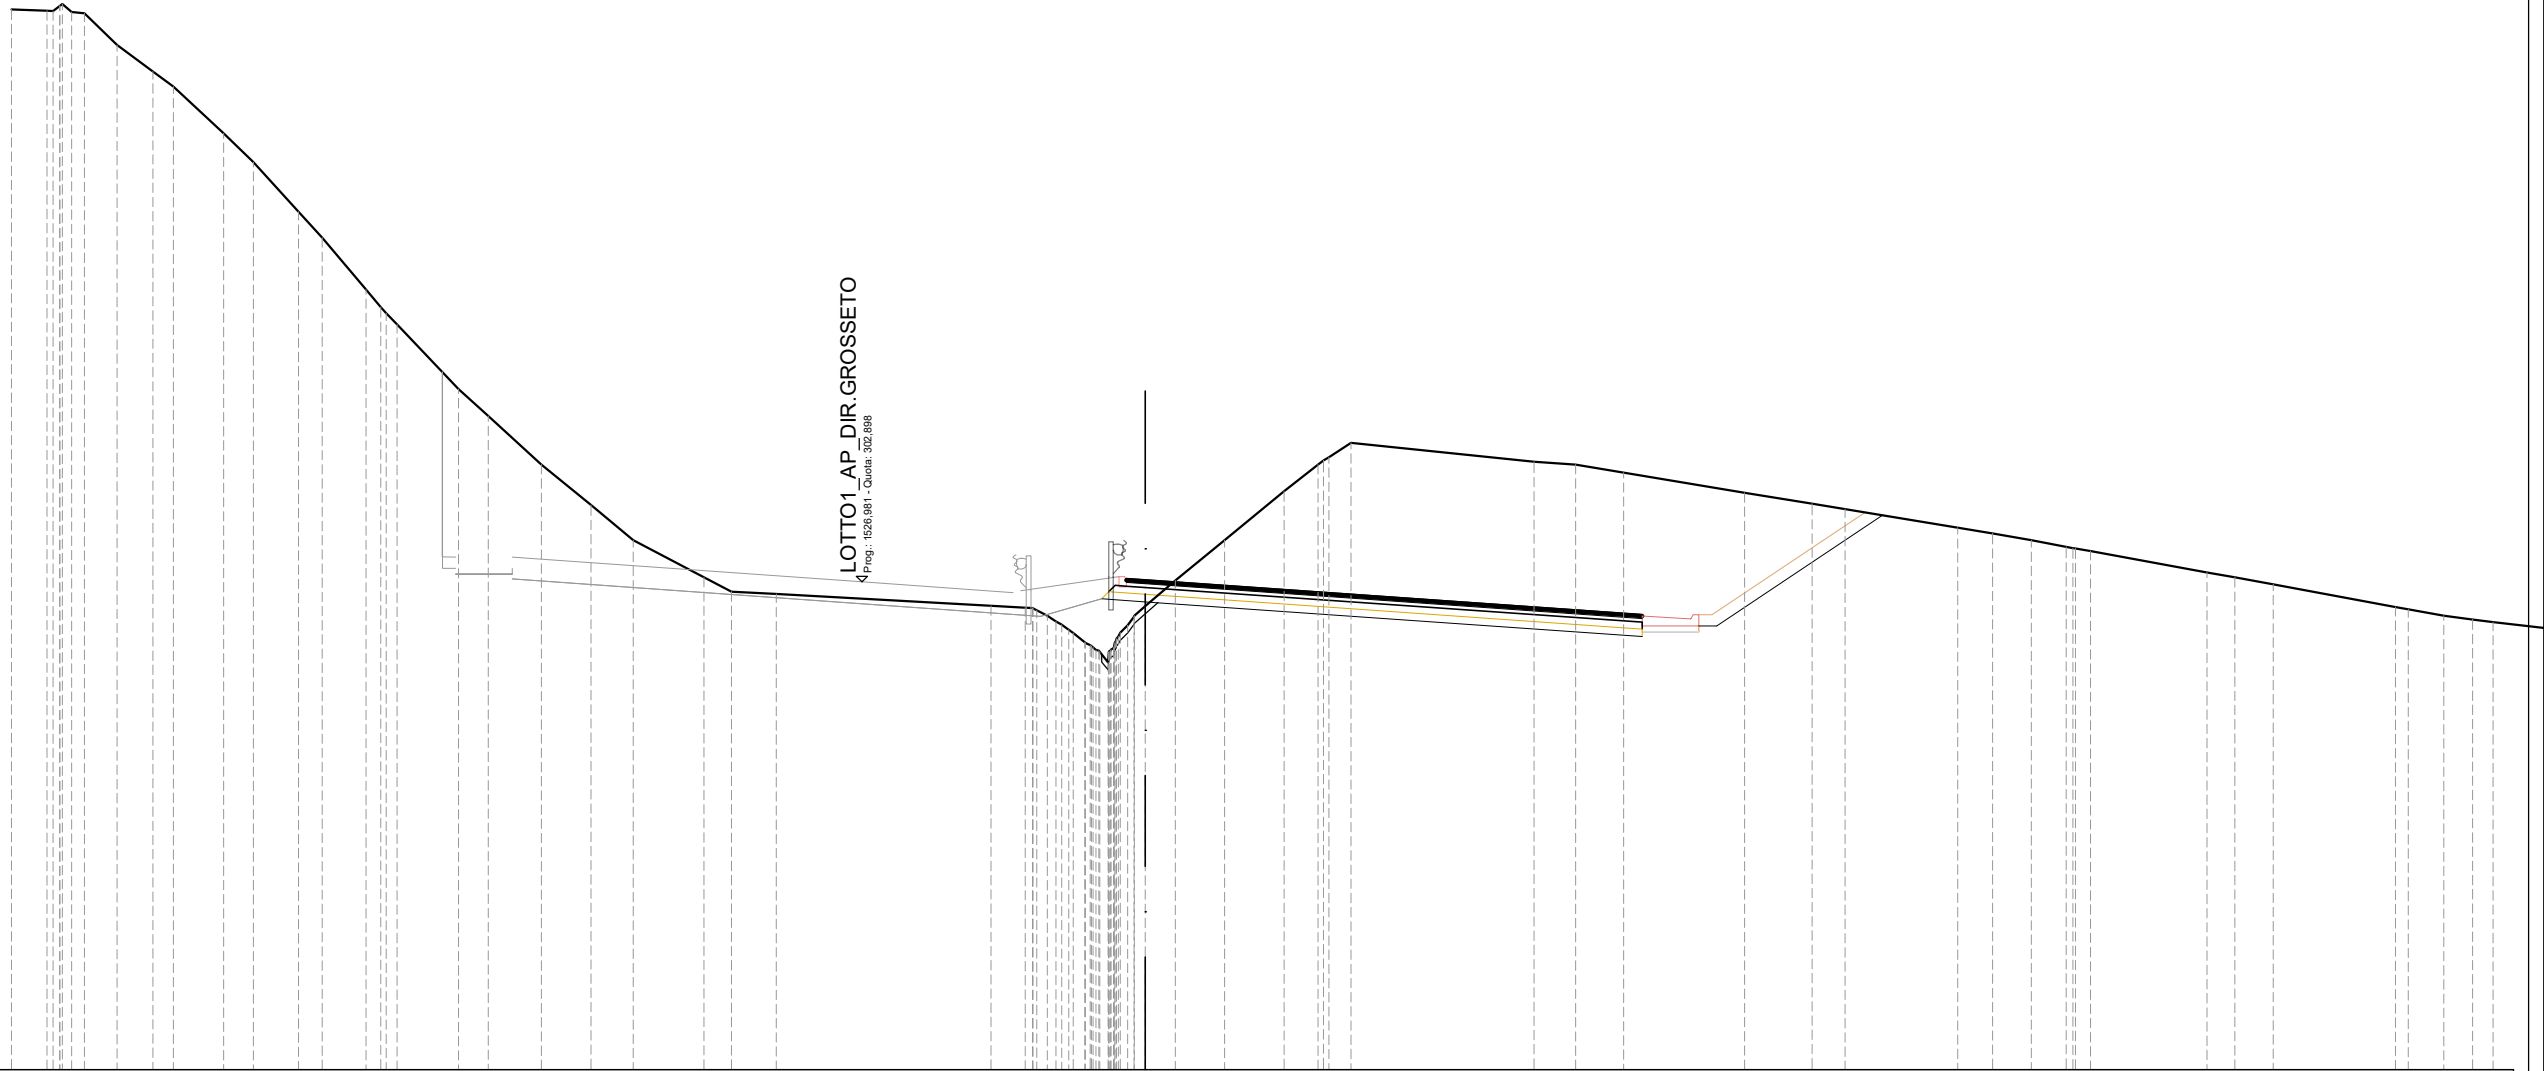 LOTTO1_AP_DIR.GROSSETO
Prog.: 1526,981 - Quota: 302,898